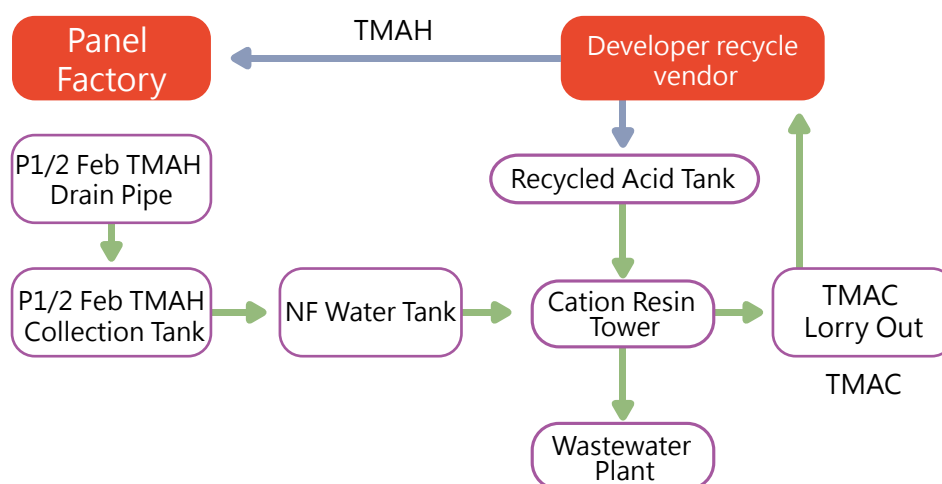 Panel
Factory
TMAH
Developer recycle
vendor
P1/2 Feb TMAH
Drain Pipe
Recycled Acid Tank
P1/2 Feb TMAH
Collection Tank
NF Water Tank
Cation Resin
Tower
TMAC
Lorry Out
TMAC
Wastewater
Plant